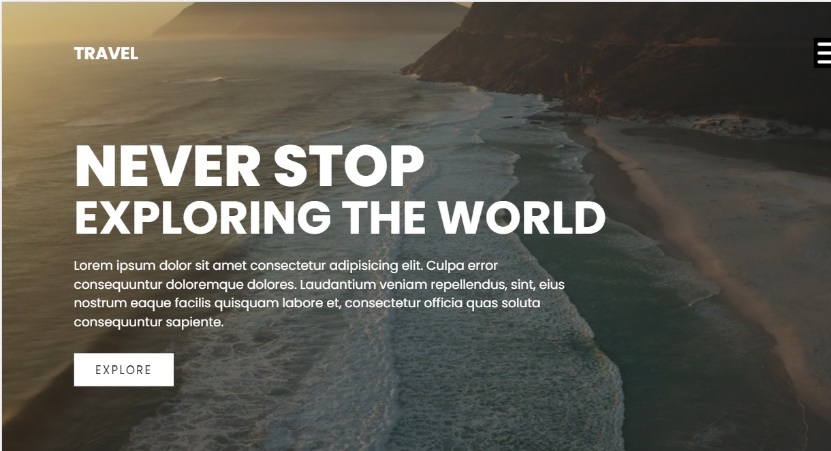 TRAVEL
NEVER STOP
EXPLORING THE WORLD
Lorem ipsum dolor sit amet consectetur adipisicing elit. Culpa error
consequuntur doloremque dolores. Laudantium veniam repellendus, sint, eius
nostrum eaque facilis quisquam labore et, consectetur officia quas soluta
consequuntur sapiente.
EXPLORE